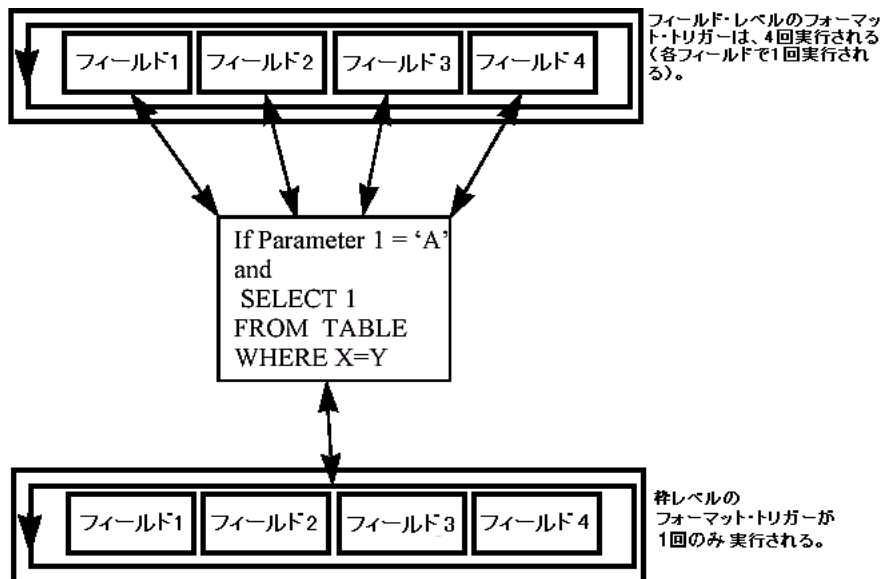 フィールド1 フィールド2 フィールド3 フィールド4
フィールド・レベルのフォーマッ
ト・トリガーは、4回実行される
(各フィールドで1回実行され
る)。
If Parameter 1 = ‘A’
and
SELECT 1
FROM TABLE
WHERE X=Y
フィールド1 フィールド2 フィールド3 フィールド4
枠レベルの
フォーマット・トリガーが
1回のみ 実行される。